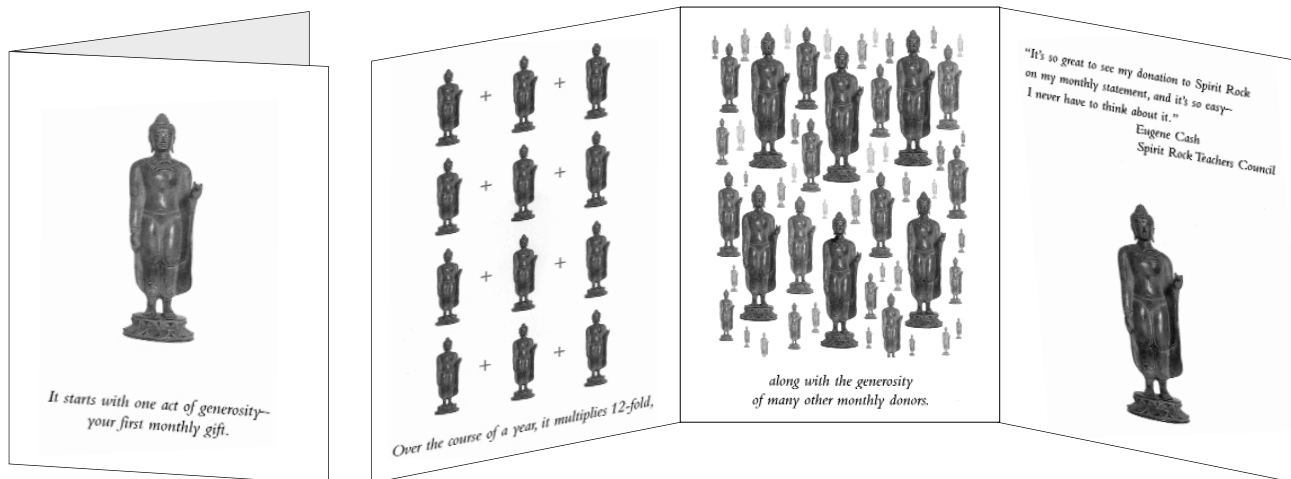 It starts with one act of generosity–
your first monthly gift.
+ +
+ +
+ +
+ +
Over the course of a year, it multiplies 12-fold,
along with the generosity
of many other monthly donors.
“It's so great to see my donation to Spirit Rock
on my monthly statement, and it's so easy–
I never have to think about it.”
Eugene Cash
Spirit Rock Teachers Council